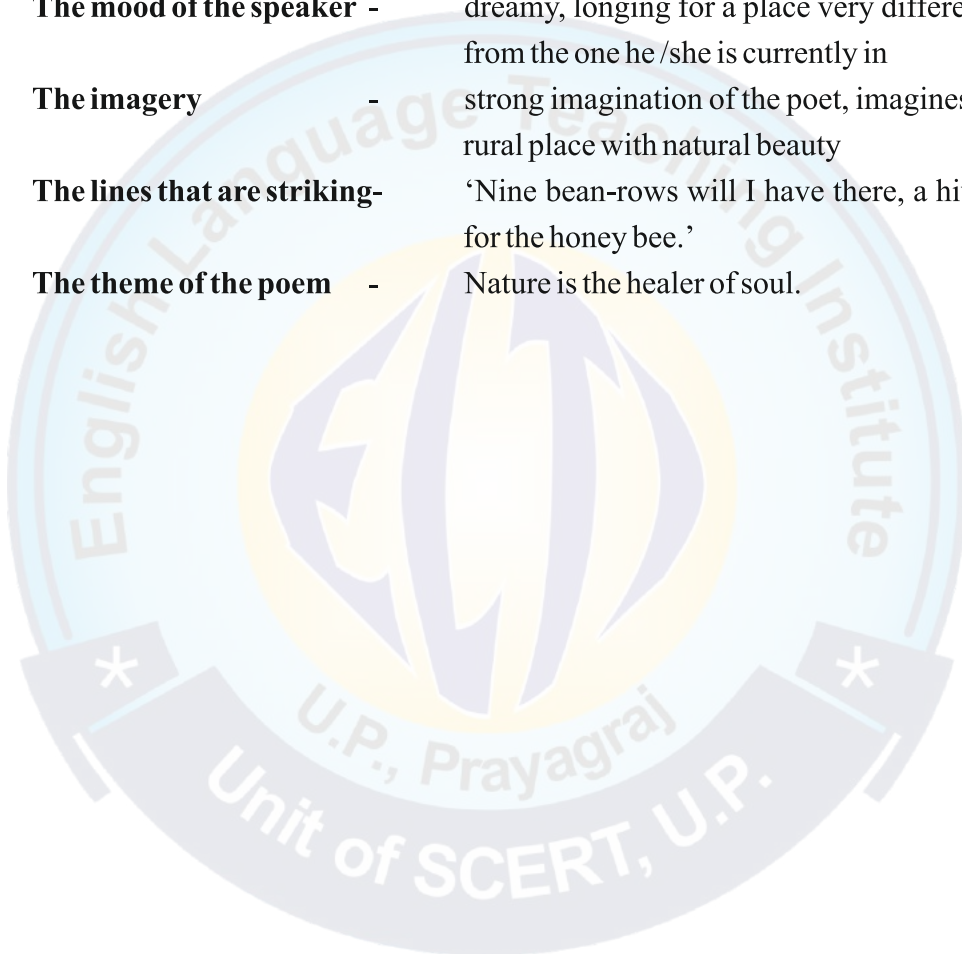 The mood of the speaker - dreamy, longing for a place very
from the one he /she is currently in
The imagery - strong imagination of the poet,
rural place with natural beauty
The lines that are striking- ‘Nine bean-rows will I have there, a
for the honey bee.’
The theme of the poem - Nature is the healer of soul.
English Language Teaching Institute
ELTI
U.P., Prayagraj
Unit of SCERT, U.P.